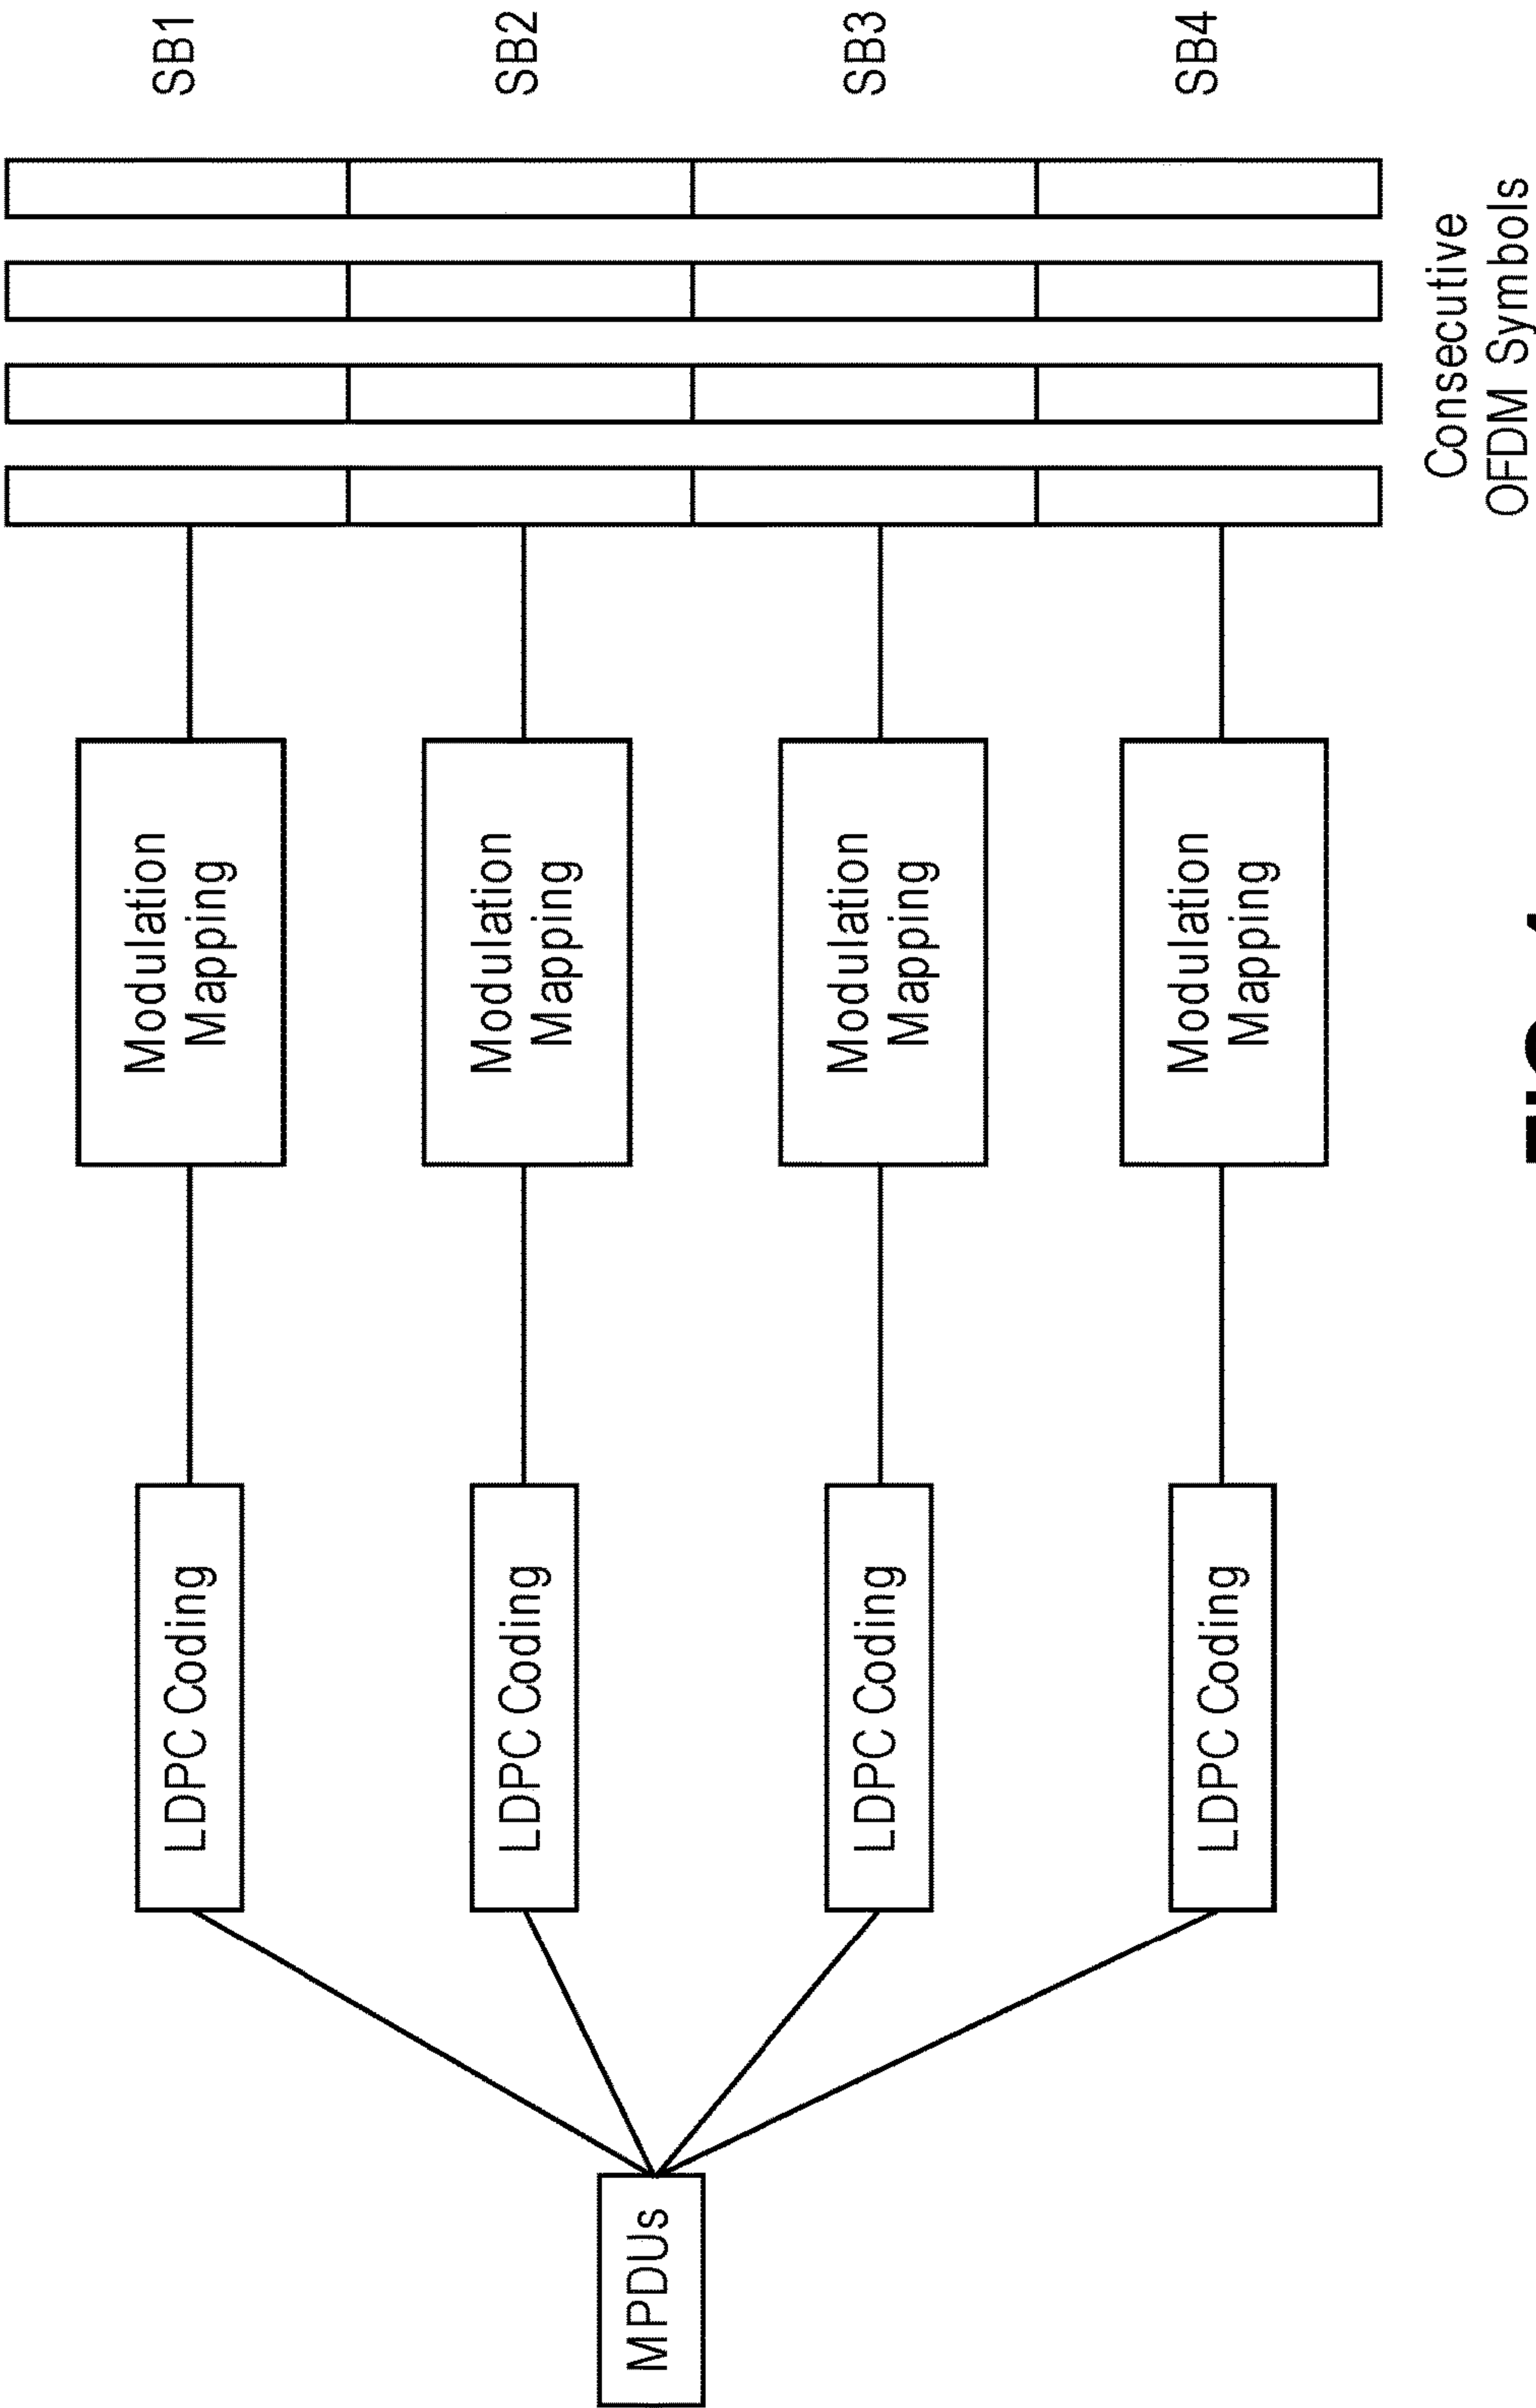 MPDUs
LDPC Coding
Modulation
Mapping
SB1
LDPC Coding
Modulation
Mapping
SB2
LDPC Coding
Modulation
Mapping
SB3
LDPC Coding
Modulation
Mapping
SB4
Consecutive
OFDM Symbols